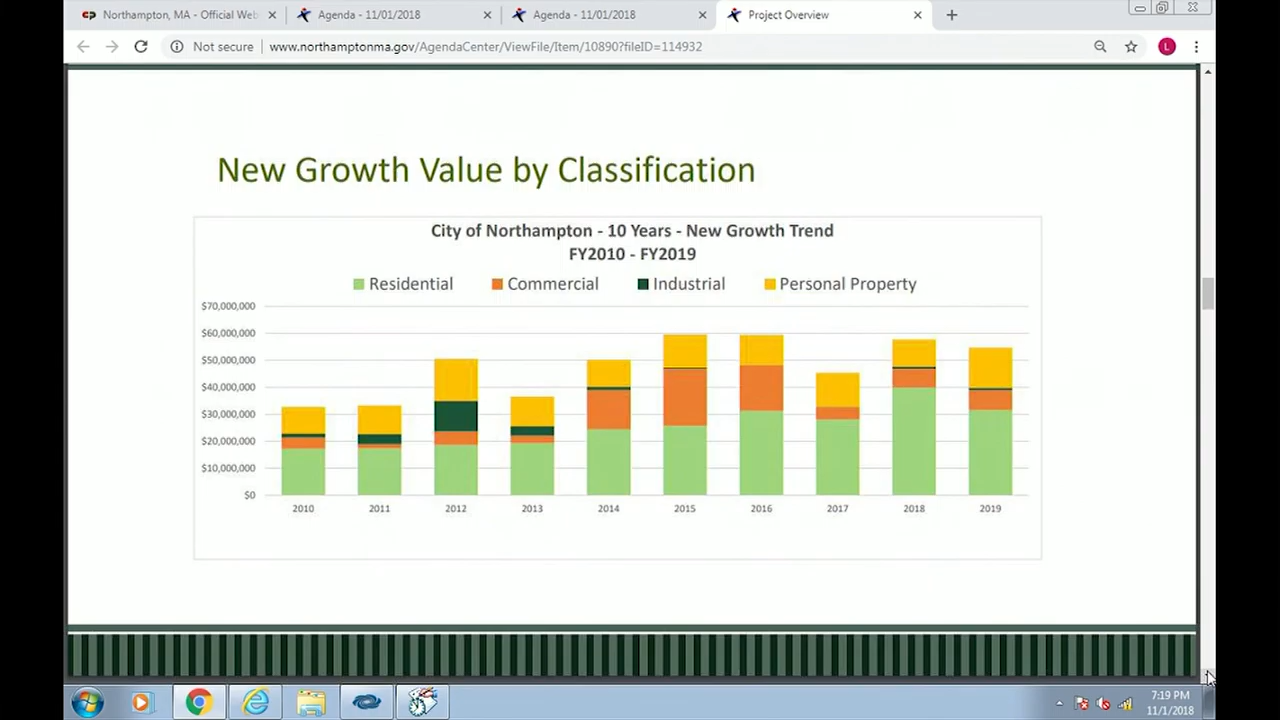 Northampton, MA - Official Web
Agenda - 11/01/2018
Agenda - 11/01/2018
Project Overview
Not secure
www.northamptonma.gov/AgendaCenter/ViewFile/Item/10890?fileID=114932
L
New Growth Value by Classification
City of Northampton - 10 Years - New Growth Trend
FY2010 - FY2019
Residential
Commercial
Industrial
Personal Property
$70,000,000
$60,000,000
$50,000,000
$40,000,000
$30,000,000
$20,000,000
$10,000,000
$0
2010 2011 2012 2013 2014 2015 2016 2017 2018 2019
7:19 PM
11/1/2018